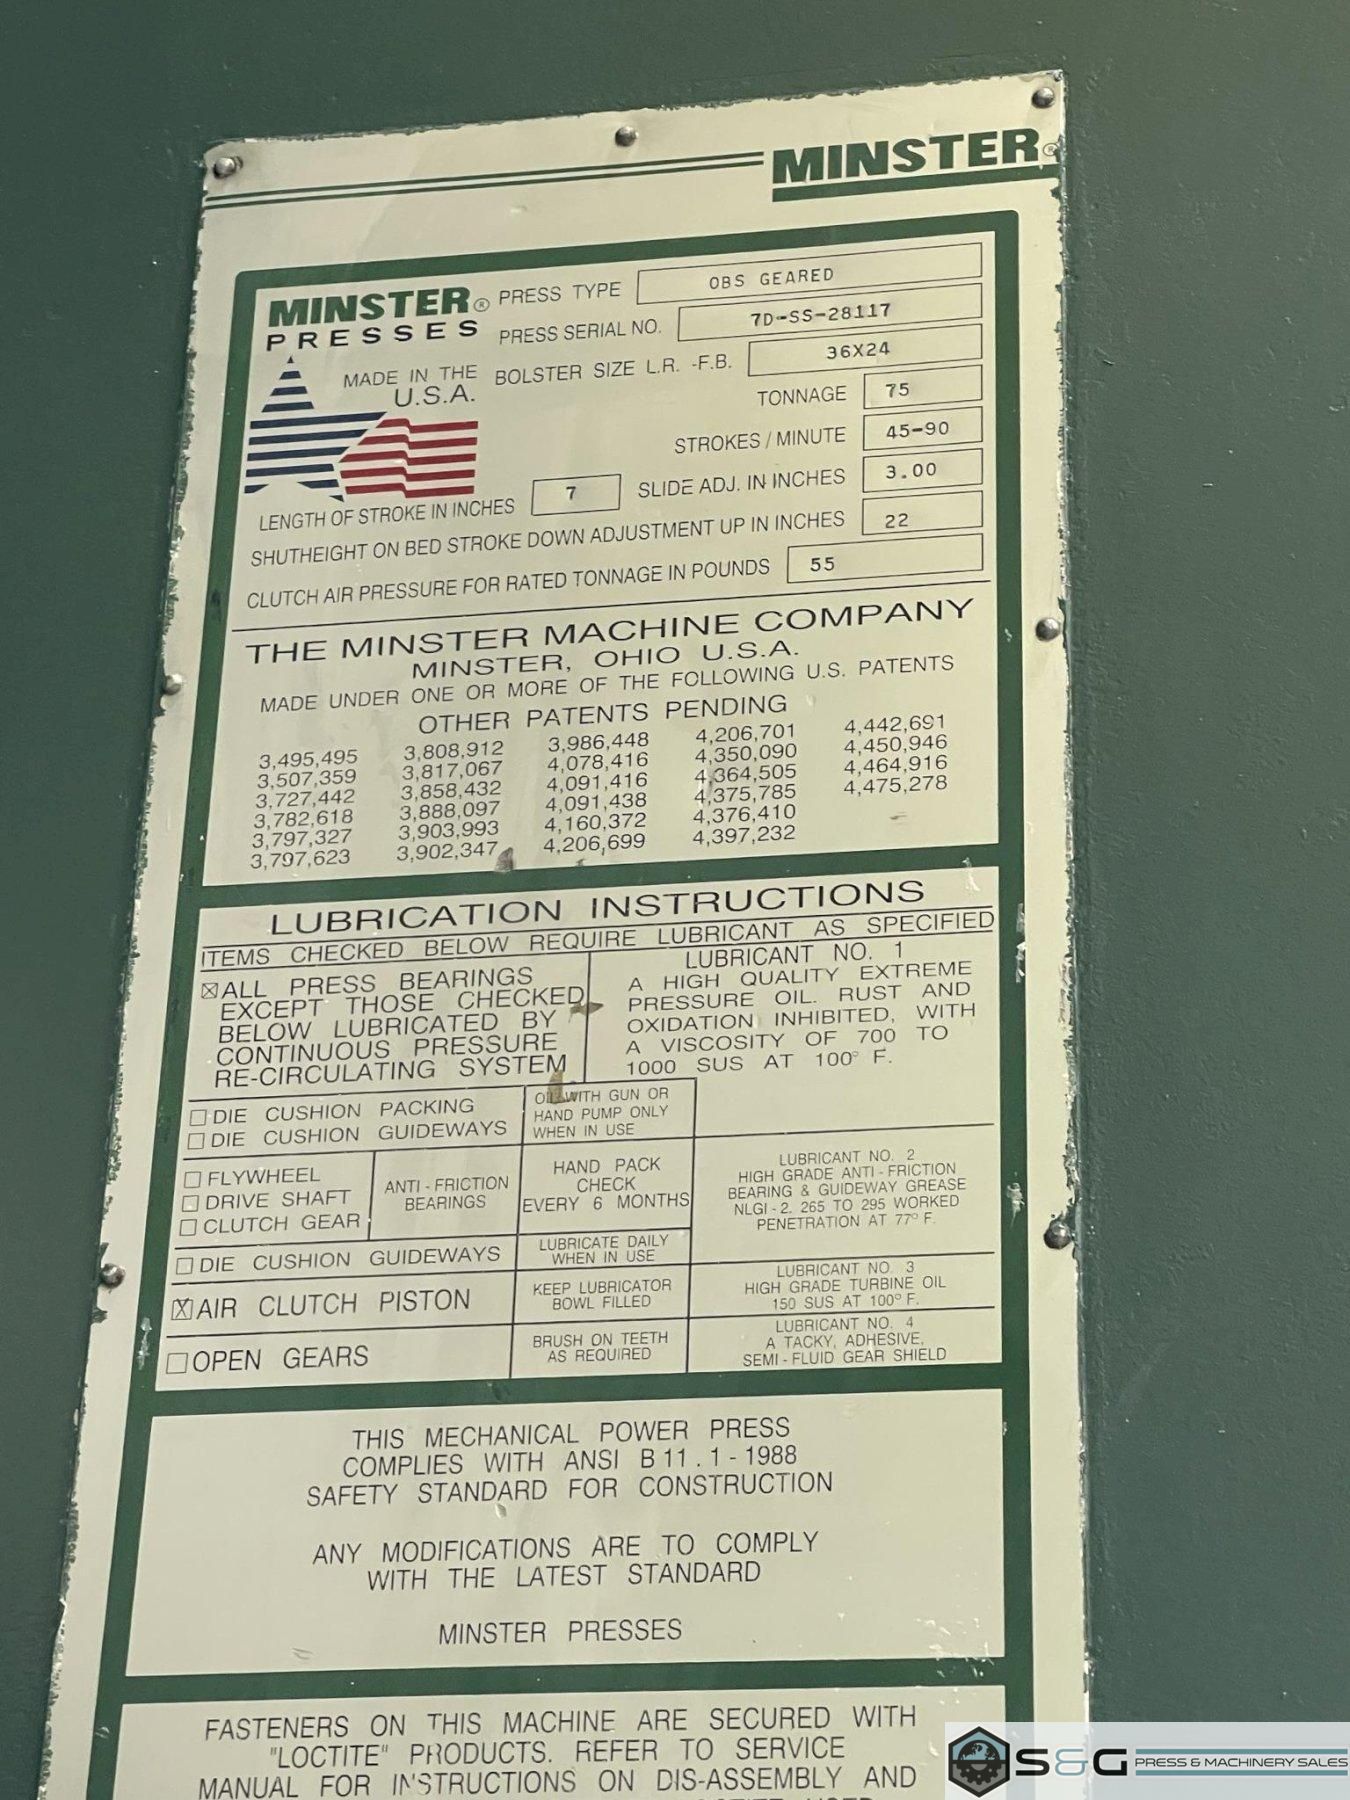 MINSTER®
MINSTER® PRESSES
MADE IN THE U.S.A.
PRESS TYPE OBS GEARED
PRESS SERIAL NO. 7D-SS-28117
BOLSTER SIZE L.R. -F.B. 36X24
TONNAGE 75
STROKES / MINUTE 45-90
LENGTH OF STROKE IN INCHES 7 SLIDE ADJ. IN INCHES 3.00
SHUTHEIGHT ON BED STROKE DOWN ADJUSTMENT UP IN INCHES 22
CLUTCH AIR PRESSURE FOR RATED TONNAGE IN POUNDS 55
THE MINSTER MACHINE COMPANY
MINSTER, OHIO U.S.A.
MADE UNDER ONE OR MORE OF THE FOLLOWING U.S. PATENTS
OTHER PATENTS PENDING
3,495,495 3,808,912 3,986,448 4,206,701 4,442,691
3,507,359 3,817,067 4,078,416 4,350,090 4,450,946
3,727,442 3,858,432 4,091,416 4,364,505 4,464,916
3,782,618 3,888,097 4,091,438 4,375,785 4,475,278
3,797,327 3,903,993 4,160,372 4,376,410
3,797,623 3,902,347 4,206,699 4,397,232
LUBRICATION INSTRUCTIONS
ITEMS CHECKED BELOW REQUIRE LUBRICANT AS SPECIFIED
☒ ALL PRESS BEARINGS
EXCEPT THOSE CHECKED
BELOW LUBRICATED BY
CONTINUOUS PRESSURE
RE-CIRCULATING SYSTEM
LUBRICANT NO. 1
A HIGH QUALITY EXTREME
PRESSURE OIL. RUST AND
OXIDATION INHIBITED, WITH
A VISCOSITY OF 700 TO
1000 SUS AT 100° F.
☐ DIE CUSHION PACKING
☐ DIE CUSHION GUIDEWAYS
OIL WITH GUN OR
HAND PUMP ONLY
WHEN IN USE
☐ FLYWHEEL
☐ DRIVE SHAFT
☐ CLUTCH GEAR
ANTI - FRICTION
BEARINGS
HAND PACK
CHECK
EVERY 6 MONTHS
LUBRICANT NO. 2
HIGH GRADE ANTI - FRICTION
BEARING & GUIDEWAY GREASE
NLGI - 2. 265 TO 295 WORKED
PENETRATION AT 77° F.
☐ DIE CUSHION GUIDEWAYS
LUBRICATE DAILY
WHEN IN USE
☒ AIR CLUTCH PISTON
KEEP LUBRICATOR
BOWL FILLED
LUBRICANT NO. 3
HIGH GRADE TURBINE OIL
150 SUS AT 100° F.
☐ OPEN GEARS
BRUSH ON TEETH
AS REQUIRED
LUBRICANT NO. 4
A TACKY, ADHESIVE,
SEMI - FLUID GEAR SHIELD
THIS MECHANICAL POWER PRESS
COMPLIES WITH ANSI B 11 . 1 - 1988
SAFETY STANDARD FOR CONSTRUCTION
ANY MODIFICATIONS ARE TO COMPLY
WITH THE LATEST STANDARD
MINSTER PRESSES
FASTENERS ON THIS MACHINE ARE SECURED WITH
"LOCTITE" PRODUCTS. REFER TO SERVICE
MANUAL FOR INSTRUCTIONS ON DIS-ASSEMBLY AND
S&G PRESS & MACHINERY SALES